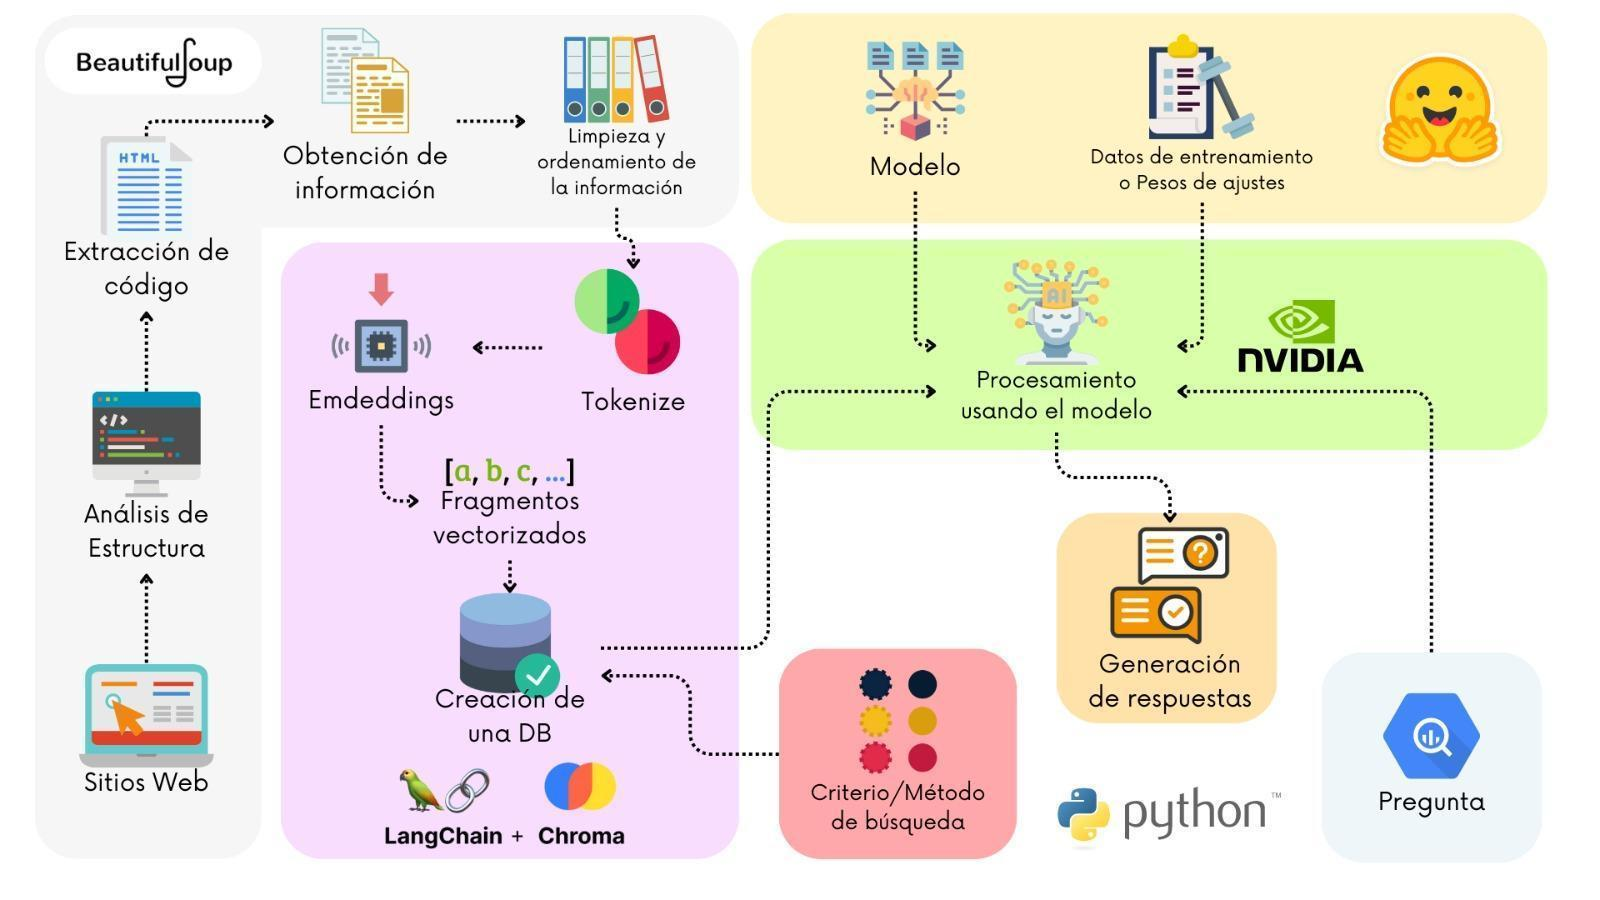 BeautifulSoup
HTML
Extracción de
código
</>
Análisis de
Estructura
Sitios Web
Obtención de
información
Limpieza y
ordenamiento de
la información
Emdeddings
Tokenize
[a, b, c, ...]
Fragmentos
vectorizados
Creación de
una DB
LangChain + Chroma
Modelo
Datos de entrenamiento
o Pesos de ajustes
AI
Procesamiento
usando el modelo
NVIDIA
?
Generación
de respuestas
Criterio/Método
de búsqueda
python™
Pregunta